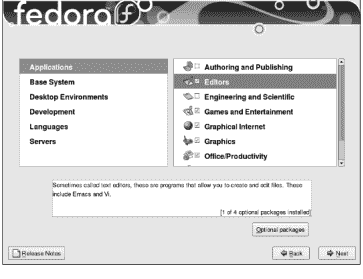 fedora
Applications
Base System
Desktop Environments
Development
Languages
Servers
Authoring and Publishing
Editors
Engineering and Scientific
Games and Entertainment
Graphical Internet
Graphics
Office/Productivity
Sometimes called text editors, these are programs that allow you to create and edit files. These
include Emacs and Vi.
[1 of 4 optional packages installed]
Optional packages
Release Notes
Back
Next